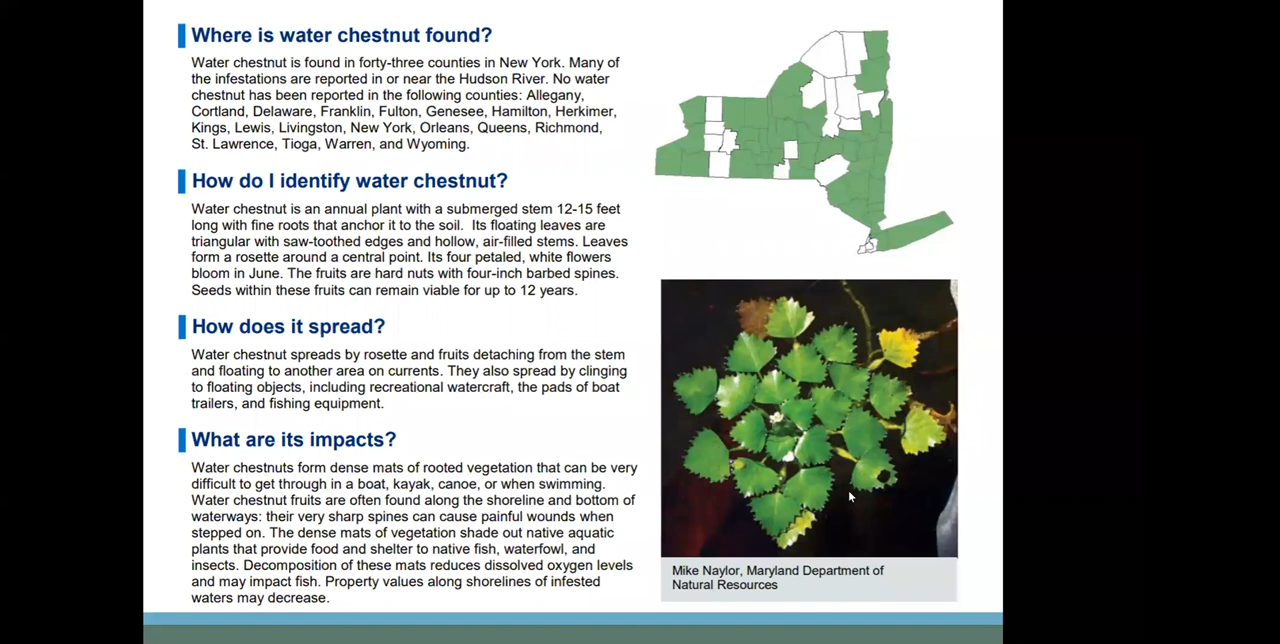 Where is water chestnut found?
Water chestnut is found in forty-three counties in New York. Many of
the infestations are reported in or near the Hudson River. No water
chestnut has been reported in the following counties: Allegany,
Cortland, Delaware, Franklin, Fulton, Genesee, Hamilton, Herkimer,
Kings, Lewis, Livingston, New York, Orleans, Queens, Richmond,
St. Lawrence, Tioga, Warren, and Wyoming.
How do I identify water chestnut?
Water chestnut is an annual plant with a submerged stem 12-15 feet
long with fine roots that anchor it to the soil. Its floating leaves are
triangular with saw-toothed edges and hollow, air-filled stems. Leaves
form a rosette around a central point. Its four petaled, white flowers
bloom in June. The fruits are hard nuts with four-inch barbed spines.
Seeds within these fruits can remain viable for up to 12 years.
How does it spread?
Water chestnut spreads by rosette and fruits detaching from the stem
and floating to another area on currents. They also spread by clinging
to floating objects, including recreational watercraft, the pads of boat
trailers, and fishing equipment.
What are its impacts?
Water chestnuts form dense mats of rooted vegetation that can be very
difficult to get through in a boat, kayak, canoe, or when swimming.
Water chestnut fruits are often found along the shoreline and bottom of
waterways: their very sharp spines can cause painful wounds when
stepped on. The dense mats of vegetation shade out native aquatic
plants that provide food and shelter to native fish, waterfowl, and
insects. Decomposition of these mats reduces dissolved oxygen levels
and may impact fish. Property values along shorelines of infested
waters may decrease.
Mike Naylor, Maryland Department of
Natural Resources